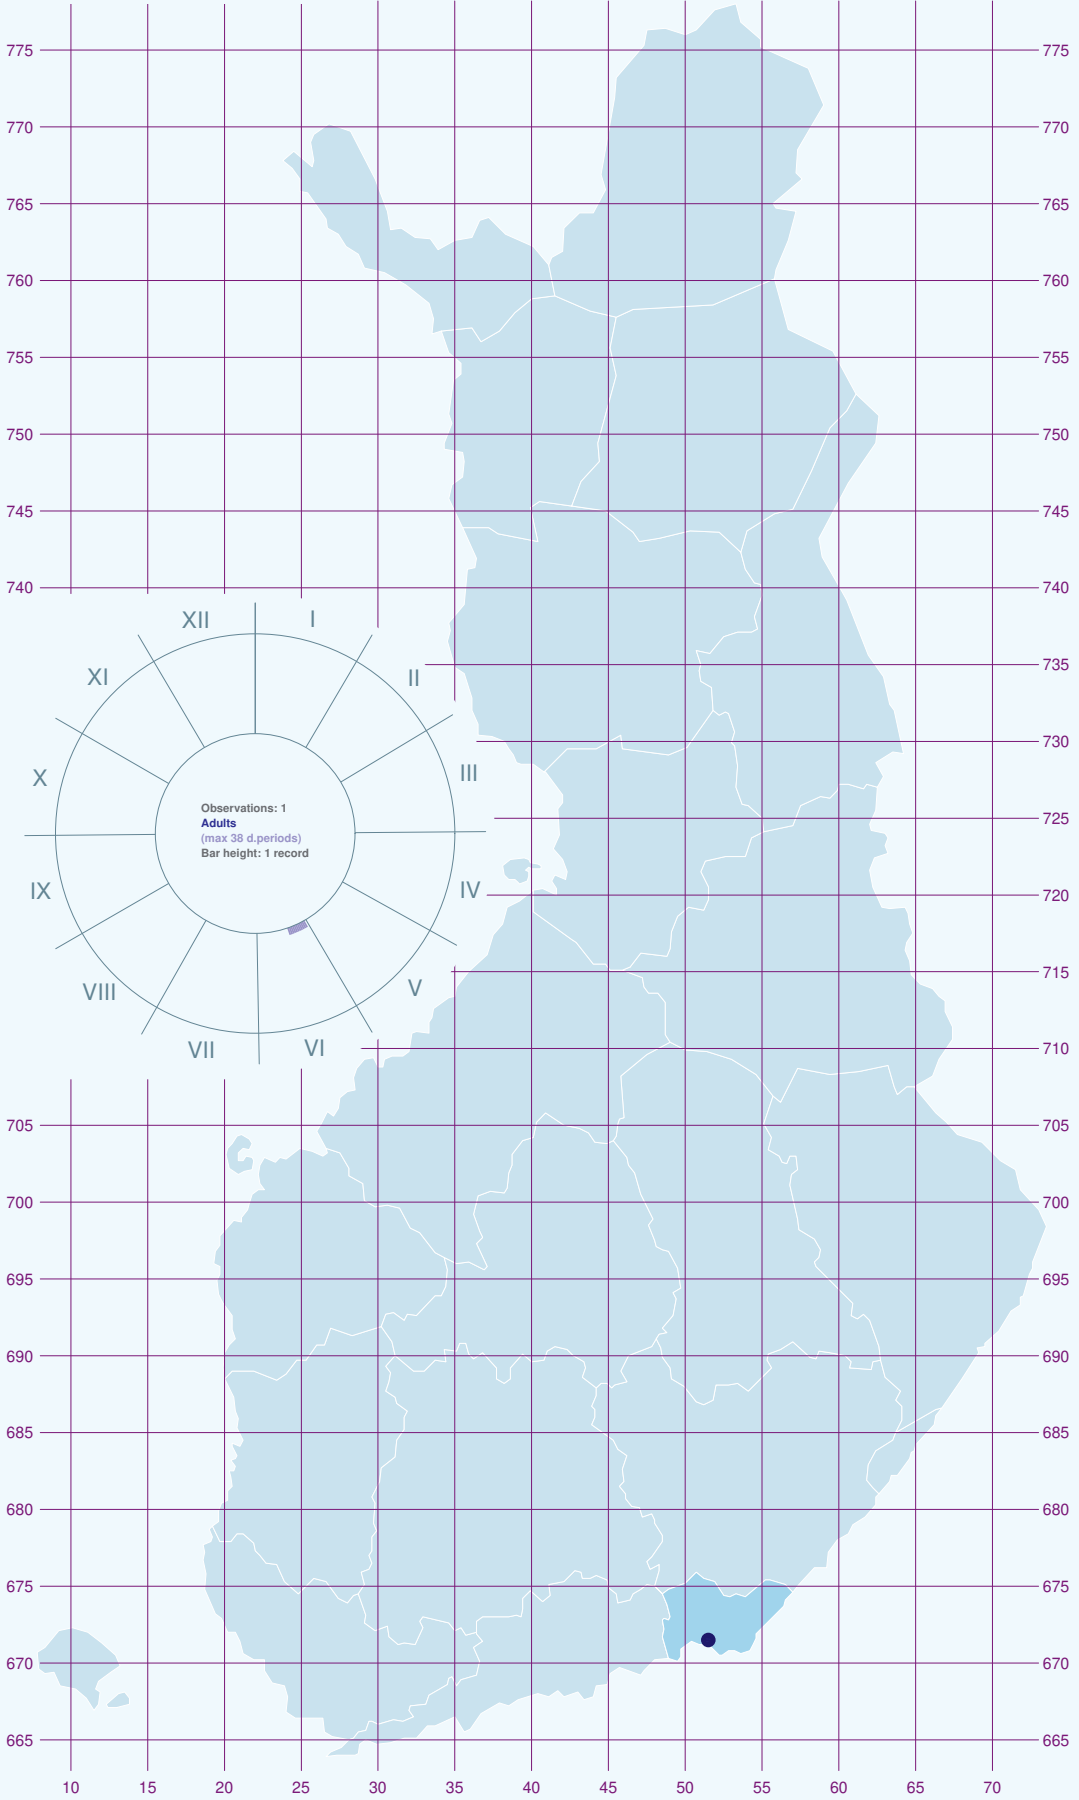 775 775
770 770
765 765
760 760
755 755
750 750
745 745
740 740
XII I
XI II
735
X III
730 730
Observations: 1
Adults
(max 38 d.periods)
Bar height: 1 record
725
IX IV
720
VIII V
715
VII VI
710
705 705
700 700
695 695
690 690
685 685
680 680
675 675
670 670
665 665
10 15 20 25 30 35 40 45 50 55 60 65 70